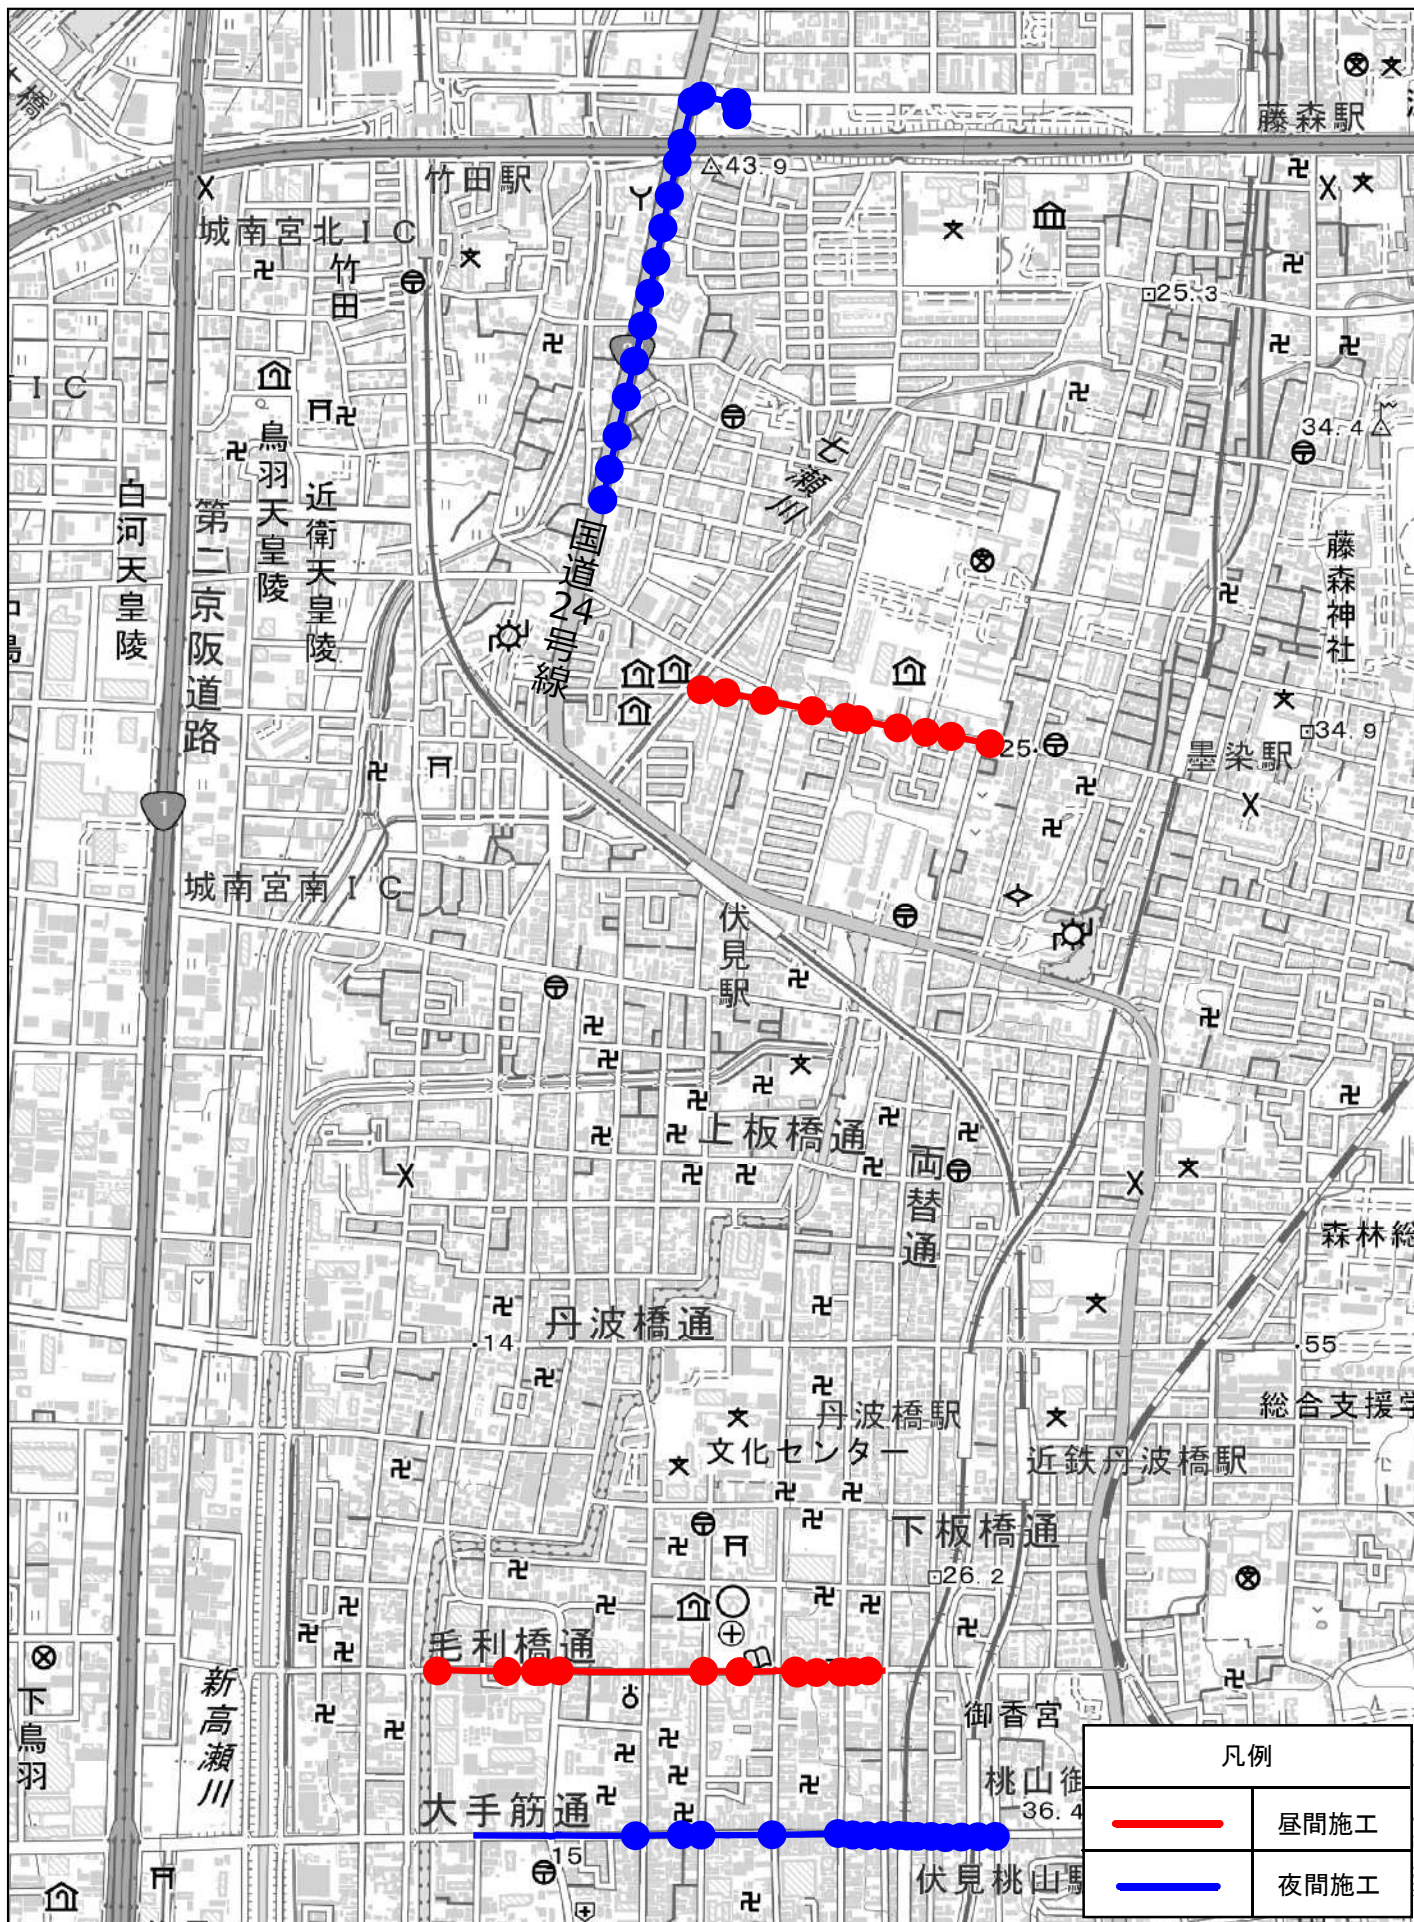 橋
藤森駅
43.9
竹田駅
城南宮北IC
竹田
25.3
IC
34.4
鳥羽天皇陵
七瀬川
白河天皇陵
第二京阪道路
近衛天皇陵
国道24号線
藤森神社
34.9
25
墨染駅
1
城南宮南IC
伏見駅
上板橋通
両替通
森林総
丹波橋通
14
55
総合支援学
丹波橋駅
文化センター
近鉄丹波橋駅
下板橋通
26.2
毛利橋通
新高瀬川
下鳥羽
御香宮
桃山御
36.4
大手筋通
15
伏見桃山駅
凡例
昼間施工
夜間施工